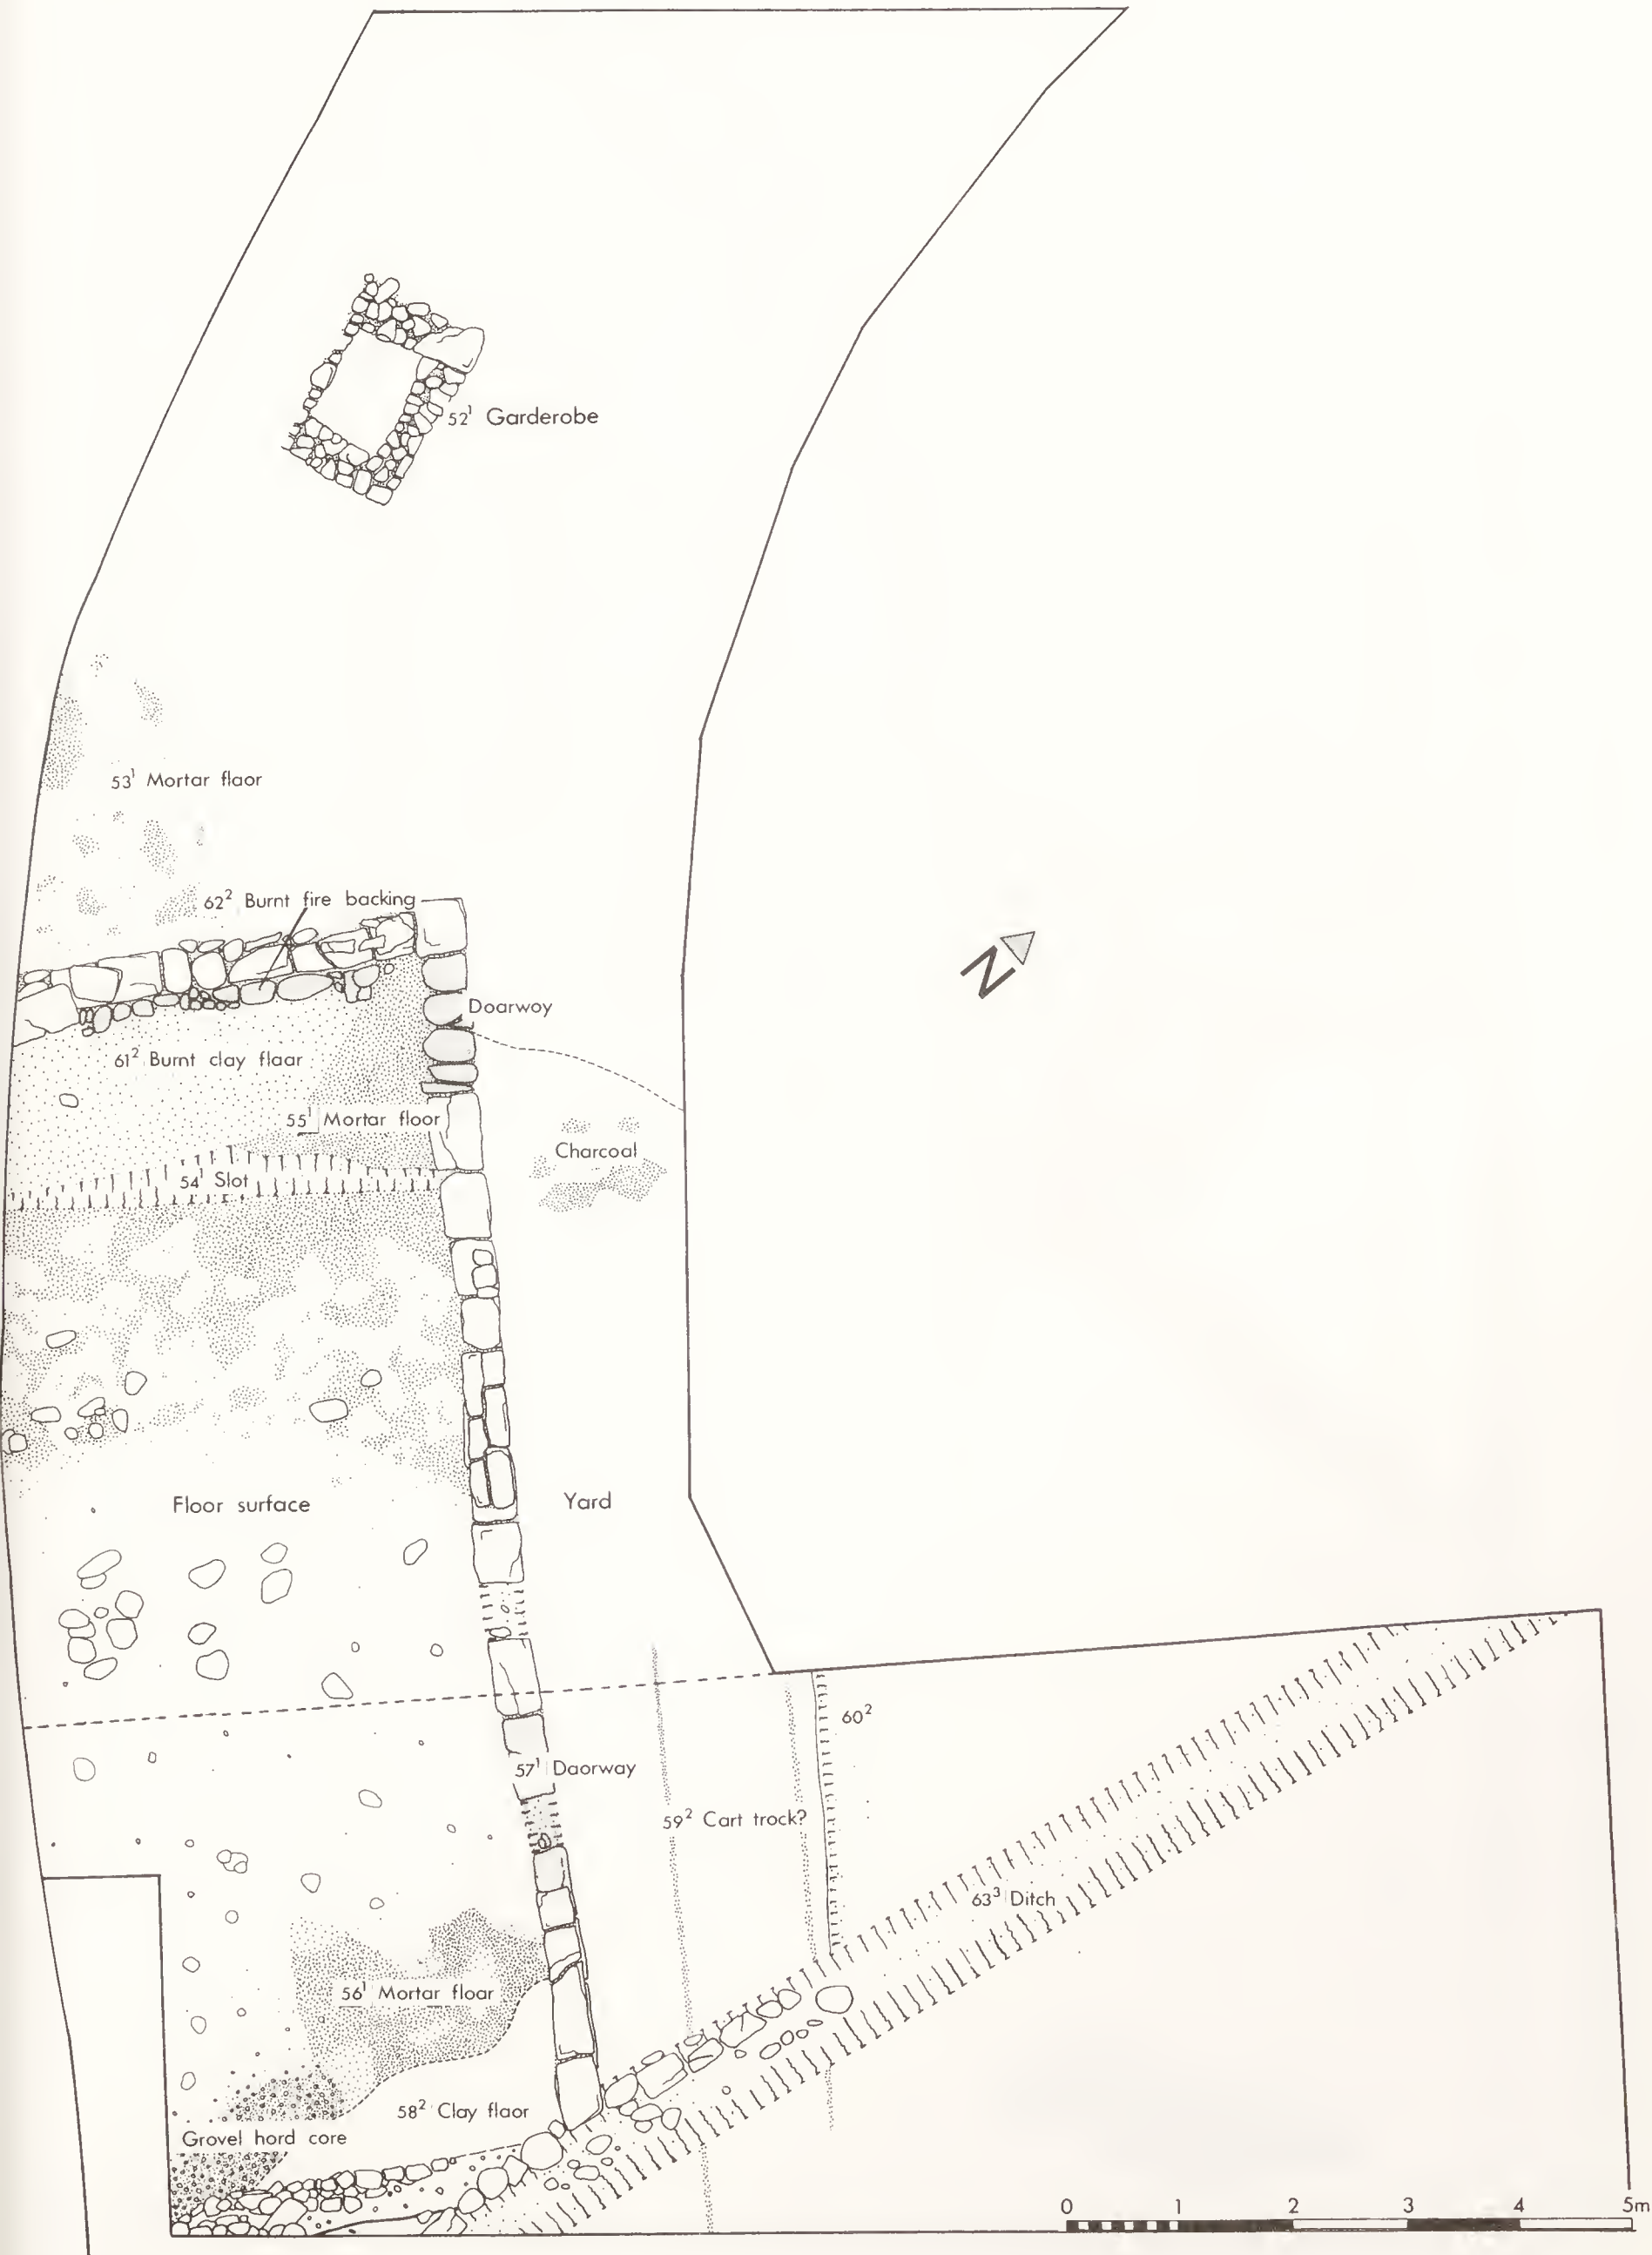 52¹ Garderobe
53¹ Mortar flaor
62² Burnt fire backing
N
Doarwoy
61² Burnt clay flaar
55¹ Mortar floor
Charcoal
54¹ Slot
Floor surface
Yard
60²
57¹ Daorway
59² Cart trock?
63³ Ditch
56¹ Mortar floar
58² Clay flaor
Grovel hord core
0 1 2 3 4 5m